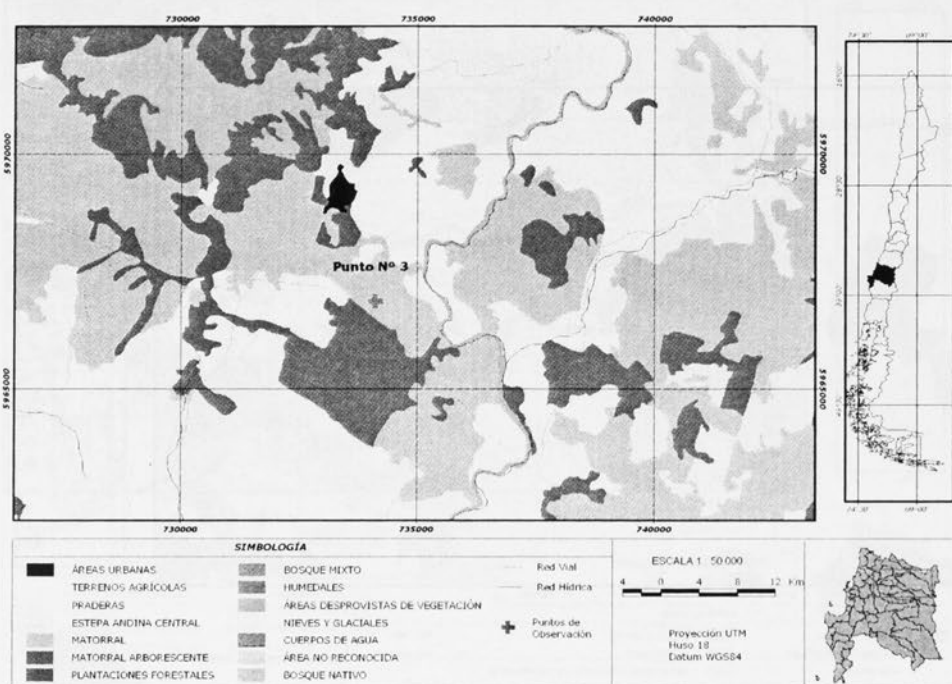 730000 735000 740000
5970000 5970000
Punto Nº 3
5965000 5965000
730000 735000 740000
SIMBOLOGÍA
ÁREAS URBANAS
TERRENOS AGRÍCOLAS
PRADERAS
ESTEPA ANDINA CENTRAL
MATORRAL
MATORRAL ARBORESCENTE
PLANTACIONES FORESTALES
BOSQUE MIXTO
HUMEDALES
ÁREAS DESPROVISTAS DE VEGETACIÓN
NIEVES Y GLACIALES
CUERPOS DE AGUA
ÁREA NO RECONOCIDA
BOSQUE NATIVO
Red Vial
Red Hídrica
Puntos de
Observación
ESCALA 1 : 50 000
4 0 4 8 12 Km
Proyección UTM
Huso 18
Datum WGS84